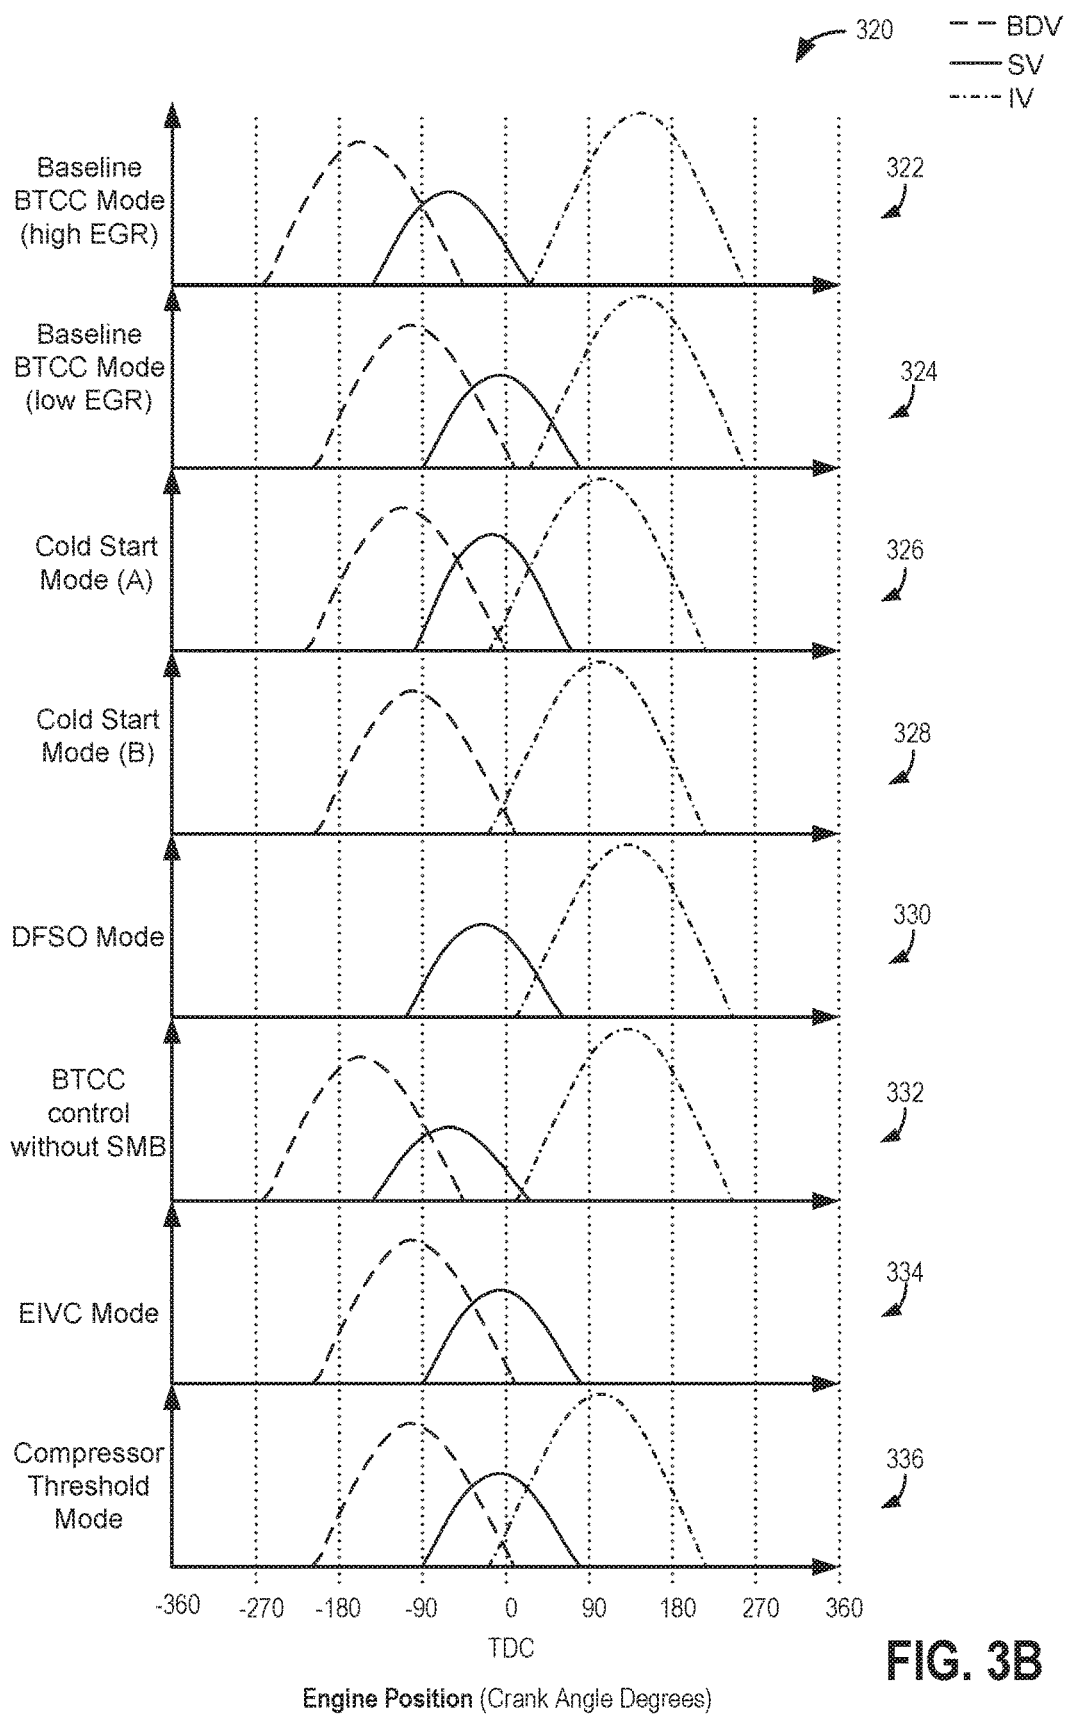 320
BDV
SV
IV
Baseline
BTCC Mode
(high EGR)
322
Baseline
BTCC Mode
(low EGR)
324
Cold Start
Mode (A)
326
Cold Start
Mode (B)
328
DFSO Mode
330
BTCC
control
without SMB
332
EIVC Mode
334
Compressor
Threshold
Mode
336
-360 -270 -180 -90 0 90 180 270 360
TDC
FIG. 3B
Engine Position (Crank Angle Degrees)